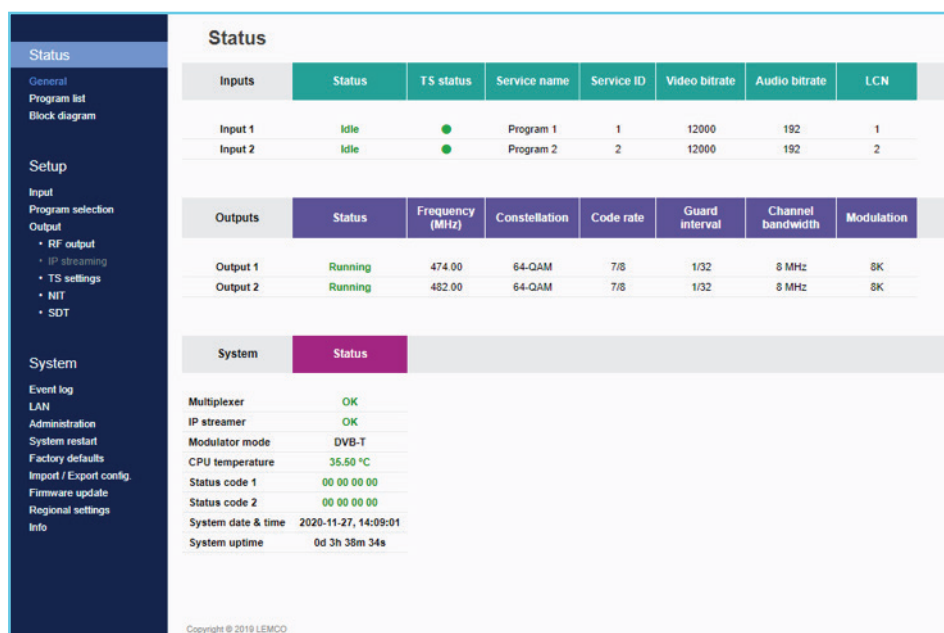 Status
General
Program list
Block diagram
Setup
Input
Program selection
Output
• RF output
• IP streaming
• TS settings
• NIT
• SDT
System
Event log
LAN
Administration
System restart
Factory defaults
Import / Export config.
Firmware update
Regional settings
Info
Status
Inputs Status TS status Service name Service ID Video bitrate Audio bitrate LCN
Input 1 Idle Program 1 1 12000 192 1
Input 2 Idle Program 2 2 12000 192 2
Outputs Status Frequency (MHz) Constellation Code rate Guard interval Channel bandwidth Modulation
Output 1 Running 474.00 64-QAM 7/8 1/32 8 MHz 8K
Output 2 Running 482.00 64-QAM 7/8 1/32 8 MHz 8K
System Status
Multiplexer OK
IP streamer OK
Modulator mode DVB-T
CPU temperature 35.50 °C
Status code 1 00 00 00 00
Status code 2 00 00 00 00
System date & time 2020-11-27, 14:09:01
System uptime 0d 3h 38m 34s
Copyright © 2019 LEMCO